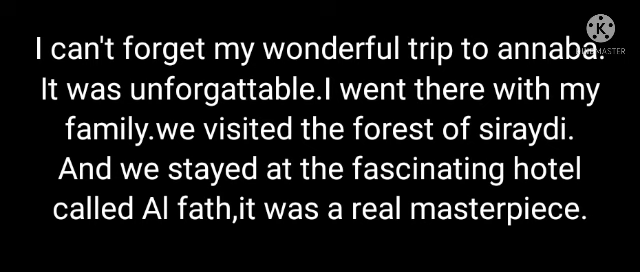 I can't forget my wonderful trip to annaba.
It was unforgattable.I went there with my
family.we visited the forest of siraydi.
And we stayed at the fascinating hotel
called Al fath,it was a real masterpiece.
KINEMASTER